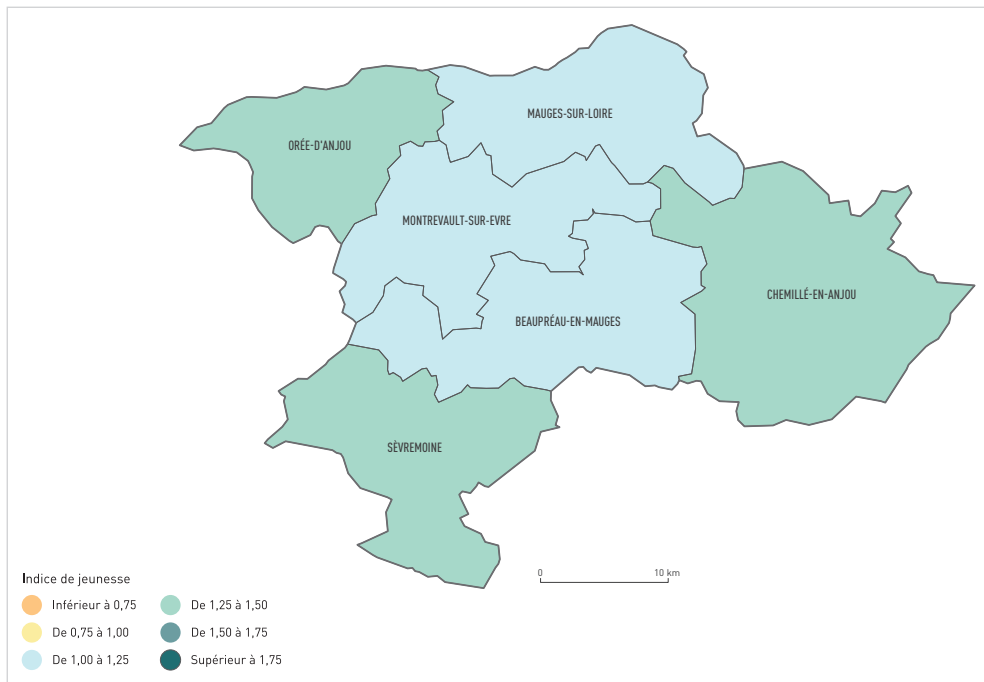 MAUGES-SUR-LOIRE
ORÉE-D'ANJOU
MONTREVAULT-SUR-EVRE
CHEMILLÉ-EN-ANJOU
BEAUPRÉAU-EN-MAUGES
SÈVREMOINE
0 10 km
Indice de jeunesse
Inférieur à 0,75
De 0,75 à 1,00
De 1,00 à 1,25
De 1,25 à 1,50
De 1,50 à 1,75
Supérieur à 1,75